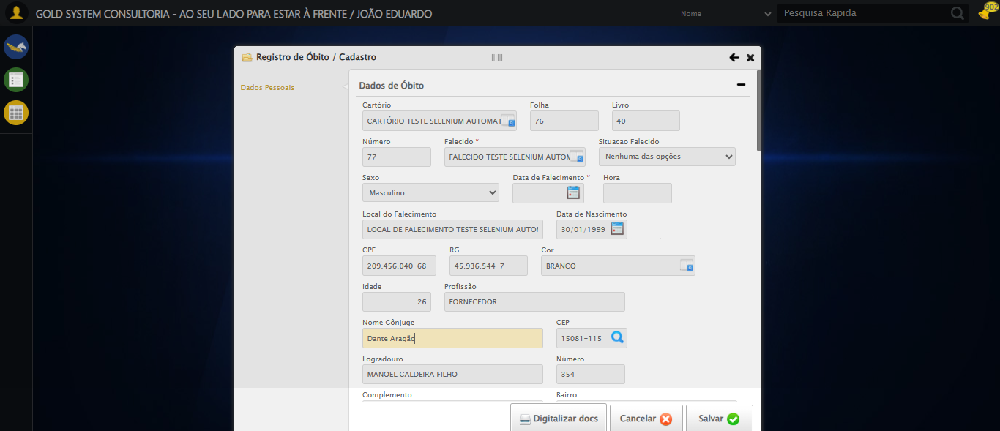 GOLD SYSTEM CONSULTORIA - AO SEU LADO PARA ESTAR À FRENTE / JOÃO EDUARDO
Nome
Pesquisa Rapida
902
Registro de Óbito / Cadastro
Dados Pessoais
Dados de Óbito
Cartório Folha Livro
CARTÓRIO TESTE SELENIUM AUTOMAT 76 40
Número Falecido * Situacao Falecido
77 FALECIDO TESTE SELENIUM AUTOM Nenhuma das opções
Sexo Data de Falecimento * Hora
Masculino
Local do Falecimento Data de Nascimento
LOCAL DE FALECIMENTO TESTE SELENIUM AUTOM 30/01/1999
CPF RG Cor
209.456.040-68 45.936.544-7 BRANCO
Idade Profissão
26 FORNECEDOR
Nome Cônjuge CEP
Dante Aragão 15081-115
Logradouro Número
MANOEL CALDEIRA FILHO 354
Complemento Bairro
Digitalizar docs Cancelar Salvar